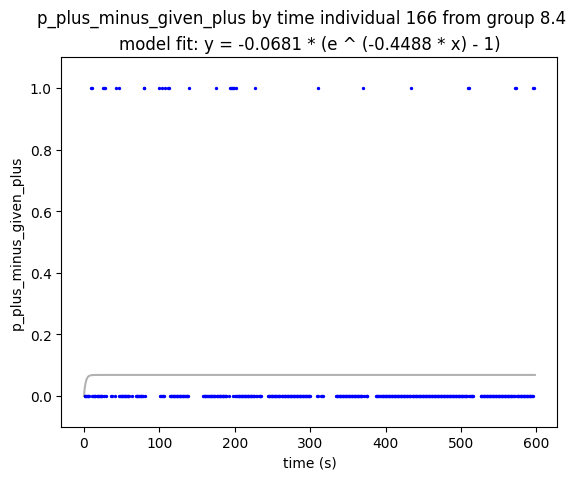 p_plus_minus_given_plus by time individual 166 from group 8.4
model fit: y = -0.0681 * (e ^ (-0.4488 * x) - 1)
1.0
0.8
0.6
0.4
0.2
0.0
p_plus_minus_given_plus
0 100 200 300 400 500 600
time (s)